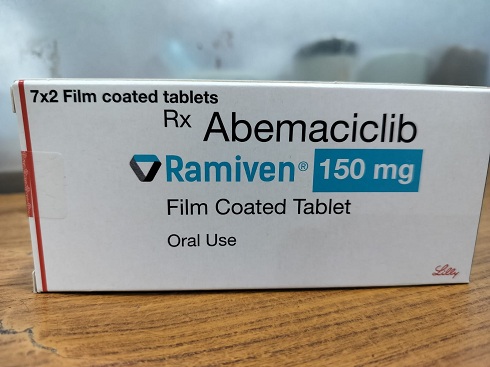 7x2 Film coated tablets
Rx Abemaciclib
Ramiven® 150 mg
Film Coated Tablet
Oral Use
Lilly